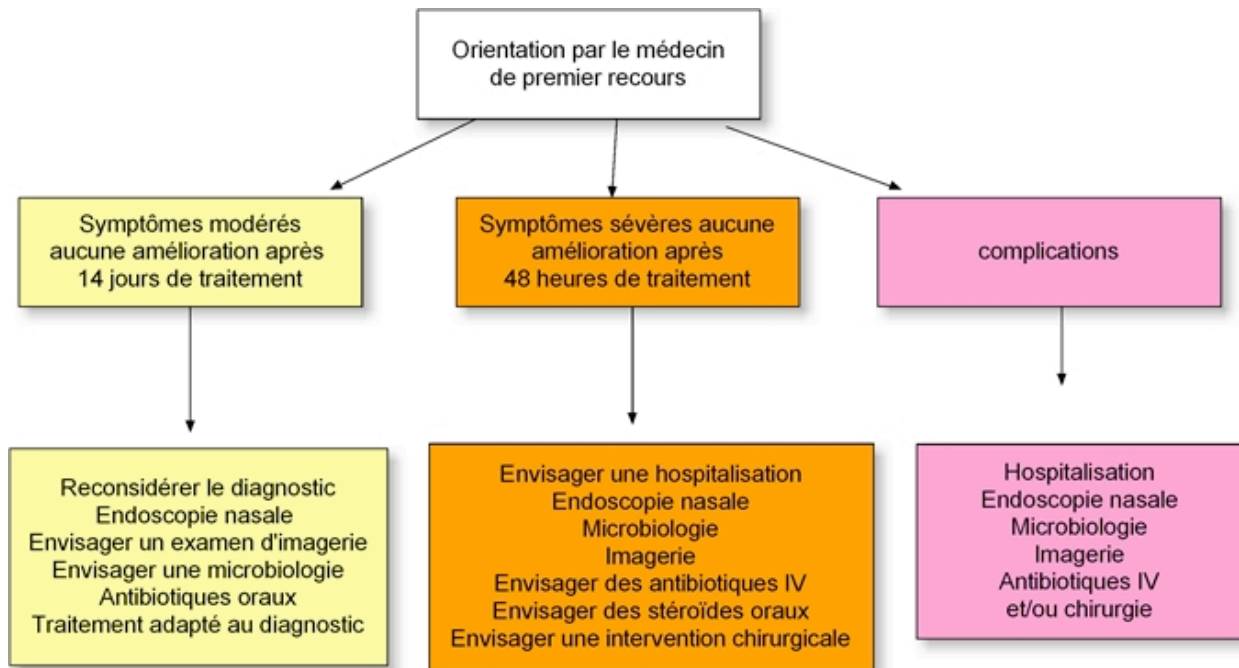 Orientation par le médecin
de premier recours
Symptômes modérés
aucune amélioration après
14 jours de traitement
Symptômes sévères aucune
amélioration après
48 heures de traitement
complications
Reconsidérer le diagnostic
Endoscopie nasale
Envisager un examen d'imagerie
Envisager une microbiologie
Antibiotiques oraux
Traitement adapté au diagnostic
Envisager une hospitalisation
Endoscopie nasale
Microbiologie
Imagerie
Envisager des antibiotiques IV
Envisager des stéroïdes oraux
Envisager une intervention chirurgicale
Hospitalisation
Endoscopie nasale
Microbiologie
Imagerie
Antibiotiques IV
et/ou chirurgie